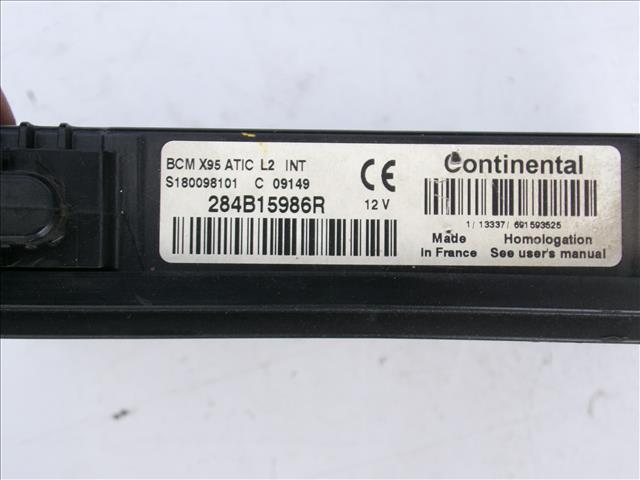 BCM X95 ATIC L2 INT
S180098101 C 09149
284B15986R
CE
12 V
Continental
1/ 13337/ 691593525
Made in France
Homologation
See user's manual